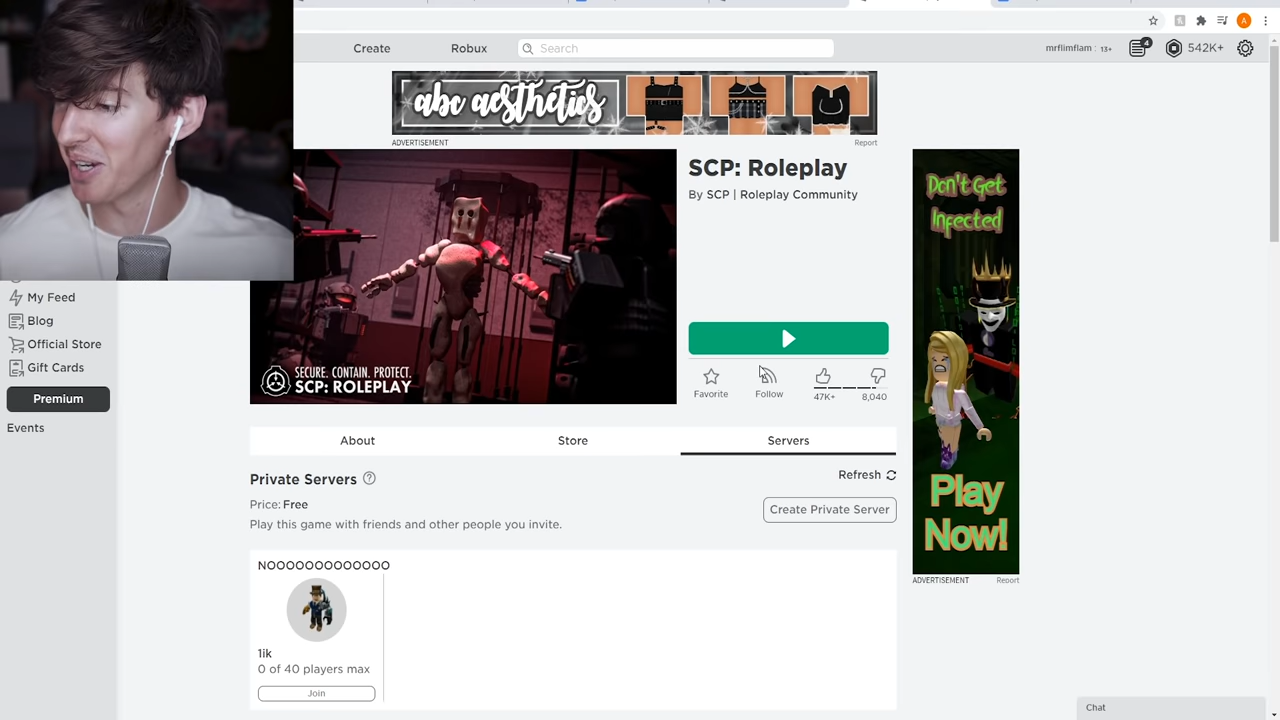 Create
Robux
Search
mrflimflam : 13+
4
542K+
A
abc aesthetics
ADVERTISEMENT
Report
SECURE. CONTAIN. PROTECT.
SCP: ROLEPLAY
SCP: Roleplay
By SCP | Roleplay Community
Favorite
Follow
47K+
8,040
Don't Get
Infected
Play
Now!
ADVERTISEMENT
Report
My Feed
Blog
Official Store
Gift Cards
Premium
Events
About
Store
Servers
Private Servers
Refresh
Price: Free
Create Private Server
Play this game with friends and other people you invite.
NOOOOOOOOOOOOO
1ik
0 of 40 players max
Join
Chat